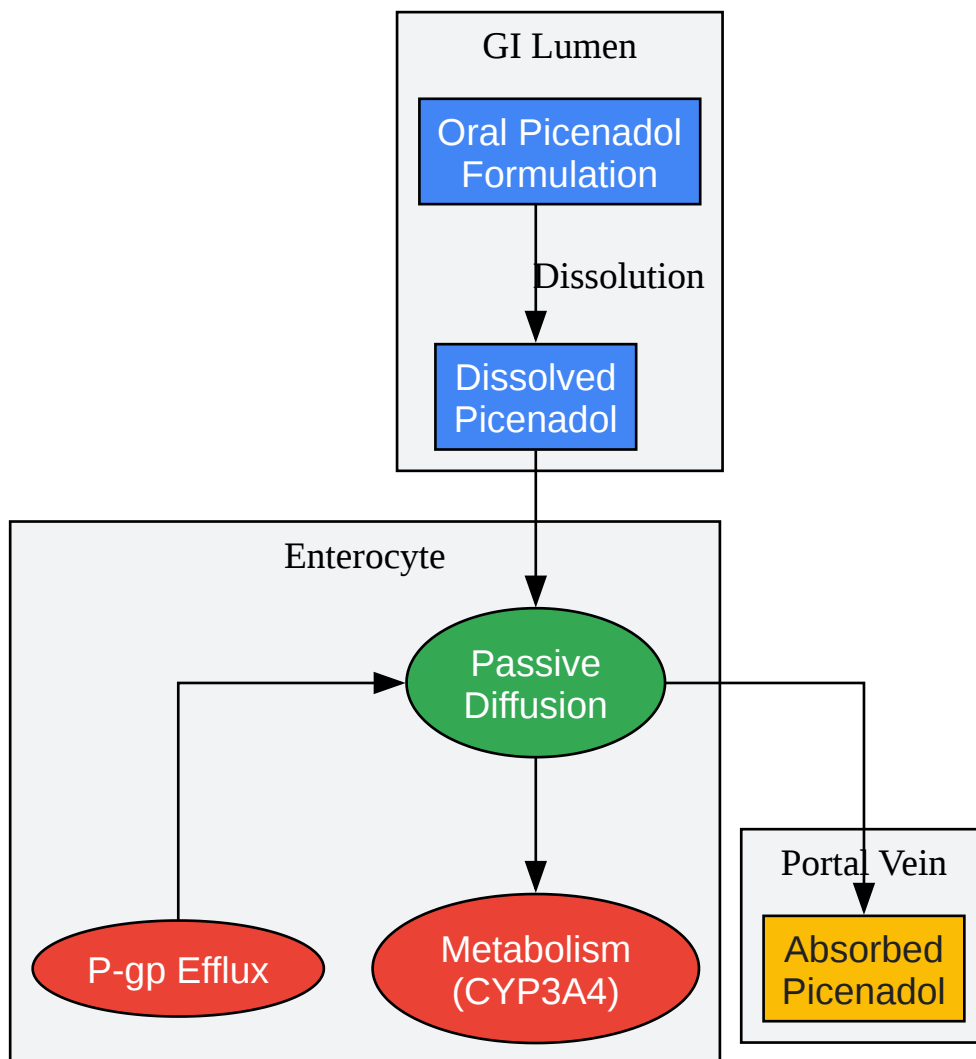 GI Lumen
Oral Picenadol
Formulation
Dissolution
Dissolved
Picenadol
Enterocyte
Passive
Diffusion
Portal Vein
P-gp Efflux
Metabolism
(CYP3A4)
Absorbed
Picenadol